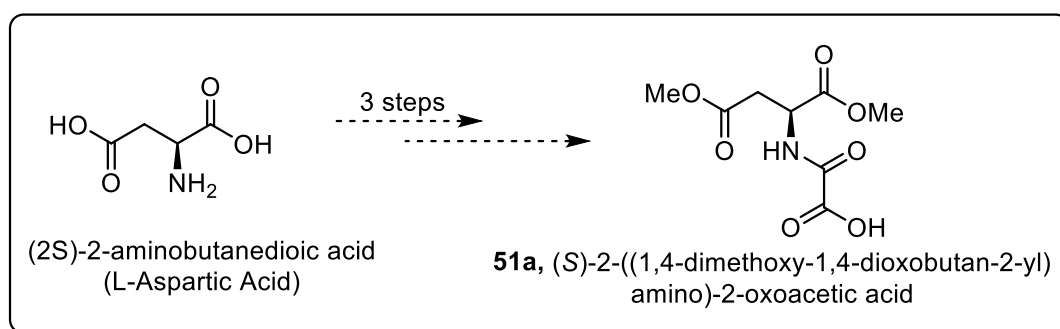 3 steps
HO
O
O
OH
NH2
(2S)-2-aminobutanedioic acid
(L-Aspartic Acid)
MeO
O
O
OMe
HN
O
O
OH
51a, (S)-2-((1,4-dimethoxy-1,4-dioxobutan-2-yl)
amino)-2-oxoacetic acid